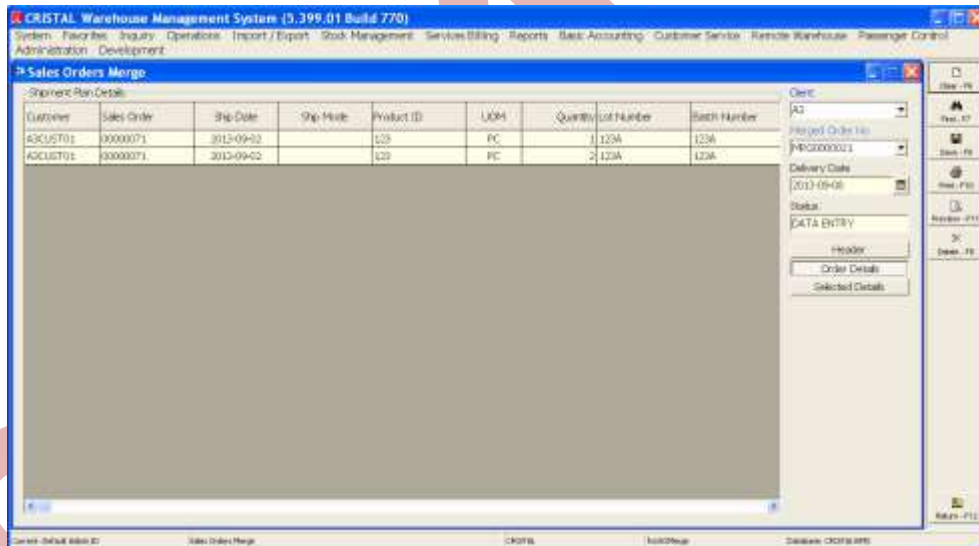 CRISTAL Warehouse Management System (5.399.01 Build 770)
System Favorites Inquiry Operations Import / Export Stock Management Services Billing Reports Basic Accounting Customer Service Remote Warehouse Passenger Control
Administration Development
Sales Orders Merge
Shipment Plan Details
Customer Sales Order Ship Date Ship Mode Product ID UOM Quantity Lot Number Batch Number
A3CUST01 00000071 2013-09-02 123 PC 1 123A 123A
A3CUST01 00000071 2013-09-02 123 PC 2 123A 123A
Client
A3
Merged Order No
MRG0000021
Delivery Date
2013-09-08
Status
DATA ENTRY
Header
Order Details
Selected Details
Clear - F6
Find - F7
Save - F8
Print - F10
Return - F12
Sales Orders Merge
CRISTAL
Database: CRISTAL WMS